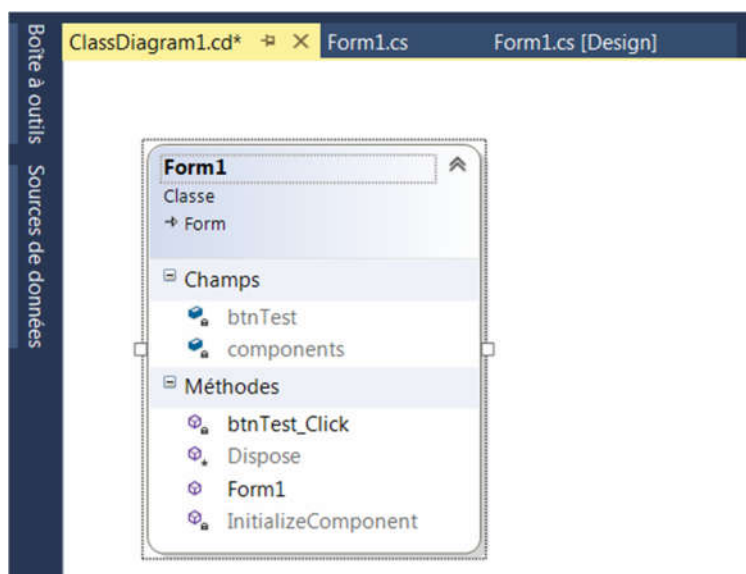 Boîte à outils
Sources de données
ClassDiagram1.cd*
Form1.cs
Form1.cs [Design]
Form1
Classe
Form
Champs
btnTest
components
Méthodes
btnTest_Click
Dispose
Form1
InitializeComponent